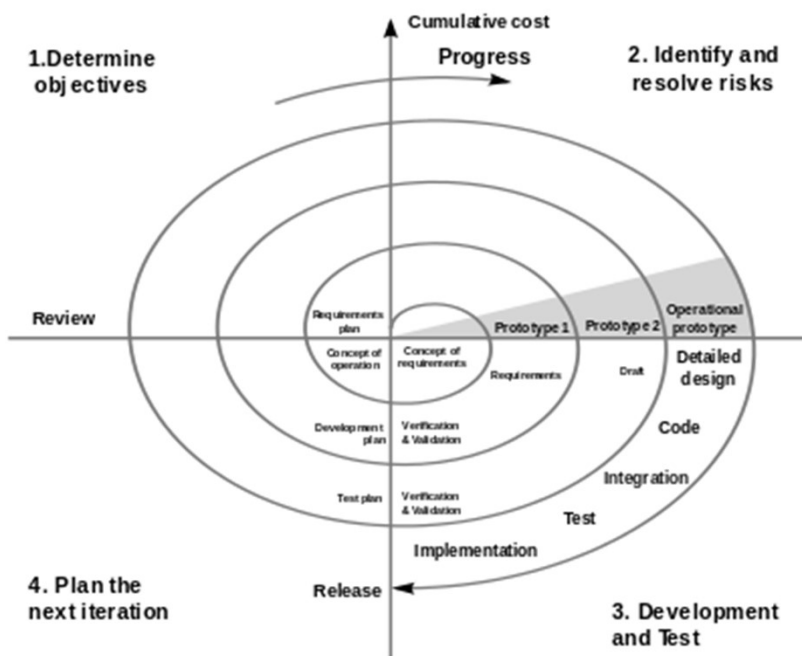 Cumulative cost
Progress
1.Determine
objectives
2. Identify and
resolve risks
Requirements
plan
Review
Prototype 1
Prototype 2
Operational
prototype
Concept of
operation
Concept of
requirements
Requirements
Draft
Detailed
design
Development
plan
Verification
& Validation
Code
Integration
Test plan
Verification
& Validation
Test
Implementation
Release
4. Plan the
next iteration
3. Development
and Test